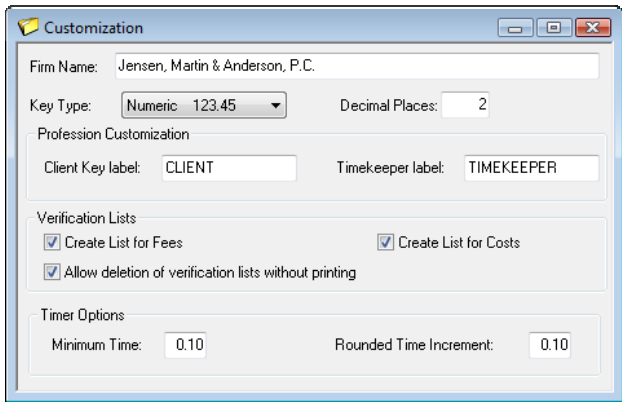 Customization
Firm Name: Jensen, Martin & Anderson, P.C.
Key Type: Numeric 123.45 Decimal Places: 2
Profession Customization
Client Key label: CLIENT Timekeeper label: TIMEKEEPER
Verification Lists
Create List for Fees Create List for Costs
Allow deletion of verification lists without printing
Timer Options
Minimum Time: 0.10 Rounded Time Increment: 0.10